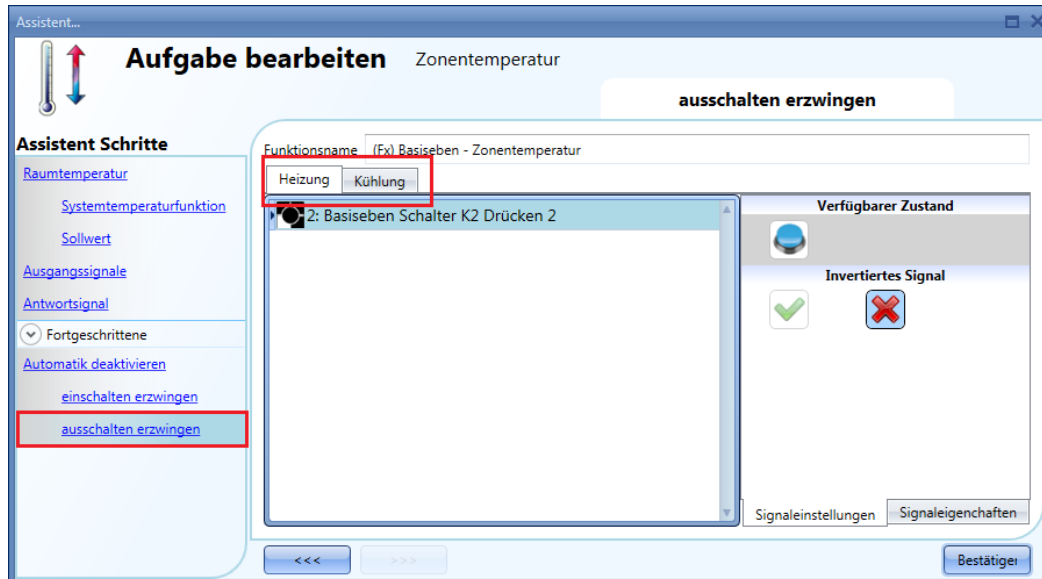 Assistent...
Aufgabe bearbeiten Zonentemperatur
ausschalten erzwingen
Assistent Schritte
Raumtemperatur
Systemtemperaturfunktion
Sollwert
Ausgangssignale
Antwortsignal
Fortgeschrittene
Automatik deaktivieren
einschalten erzwingen
ausschalten erzwingen
Funktionsname (Fx) Basiseben - Zonentemperatur
Heizung Kühlung
2: Basiseben Schalter K2 Drücken 2
Verfügbarer Zustand
Invertiertes Signal
Signaleinstellungen Signaleigenchaften
<<< >>> Bestätiger